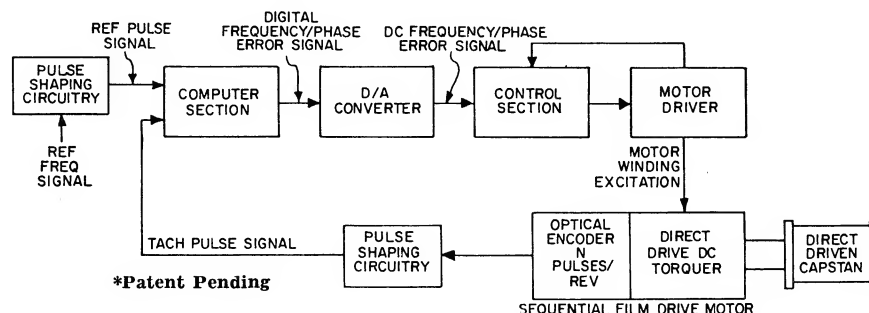 REF PULSE
SIGNAL
DIGITAL
FREQUENCY/PHASE
ERROR SIGNAL
DC FREQUENCY/PHASE
ERROR SIGNAL
PULSE
SHAPING
CIRCUITRY
COMPUTER
SECTION
D/A
CONVERTER
CONTROL
SECTION
MOTOR
DRIVER
REF
FREQ
SIGNAL
MOTOR
WINDING
EXCITATION
TACH PULSE SIGNAL
PULSE
SHAPING
CIRCUITRY
OPTICAL
ENCODER
N
PULSES/
REV
DIRECT
DRIVE DC
TORQUER
DIRECT
DRIVEN
CAPSTAN
*Patent Pending
SEQUENTIAL FILM DRIVE MOTOR